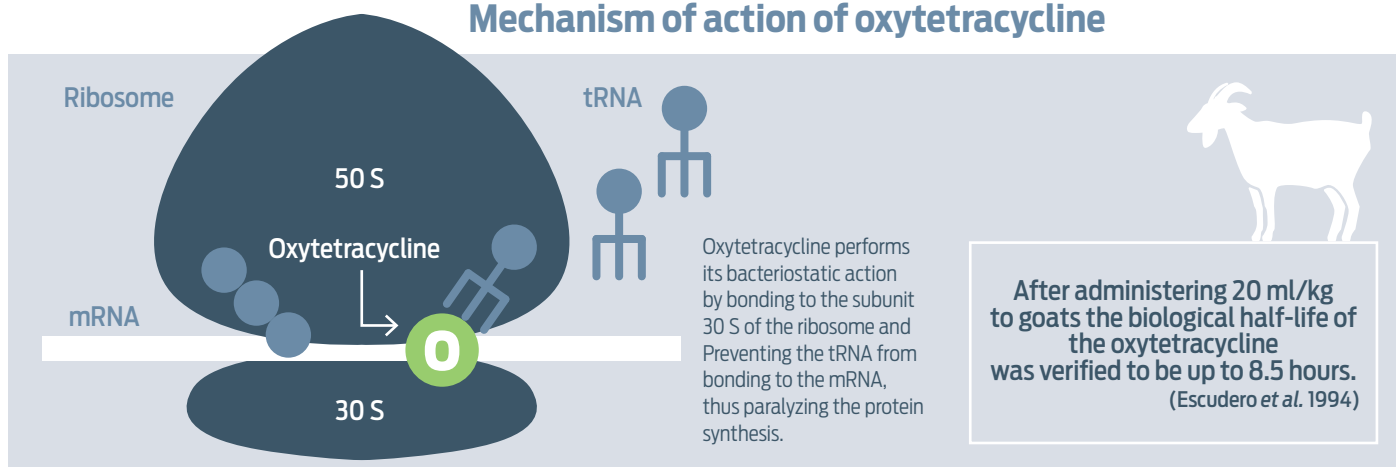 Mechanism of action of oxytetracycline
Ribosome
tRNA
50 S
Oxytetracycline
mRNA
O
30 S
Oxytetracycline performs
its bacteriostatic action
by bonding to the subunit
30 S of the ribosome and
Preventing the tRNA from
bonding to the mRNA,
thus paralyzing the protein
synthesis.
After administering 20 ml/kg
to goats the biological half-life of
the oxytetracycline
was verified to be up to 8.5 hours.
(Escudero et al. 1994)